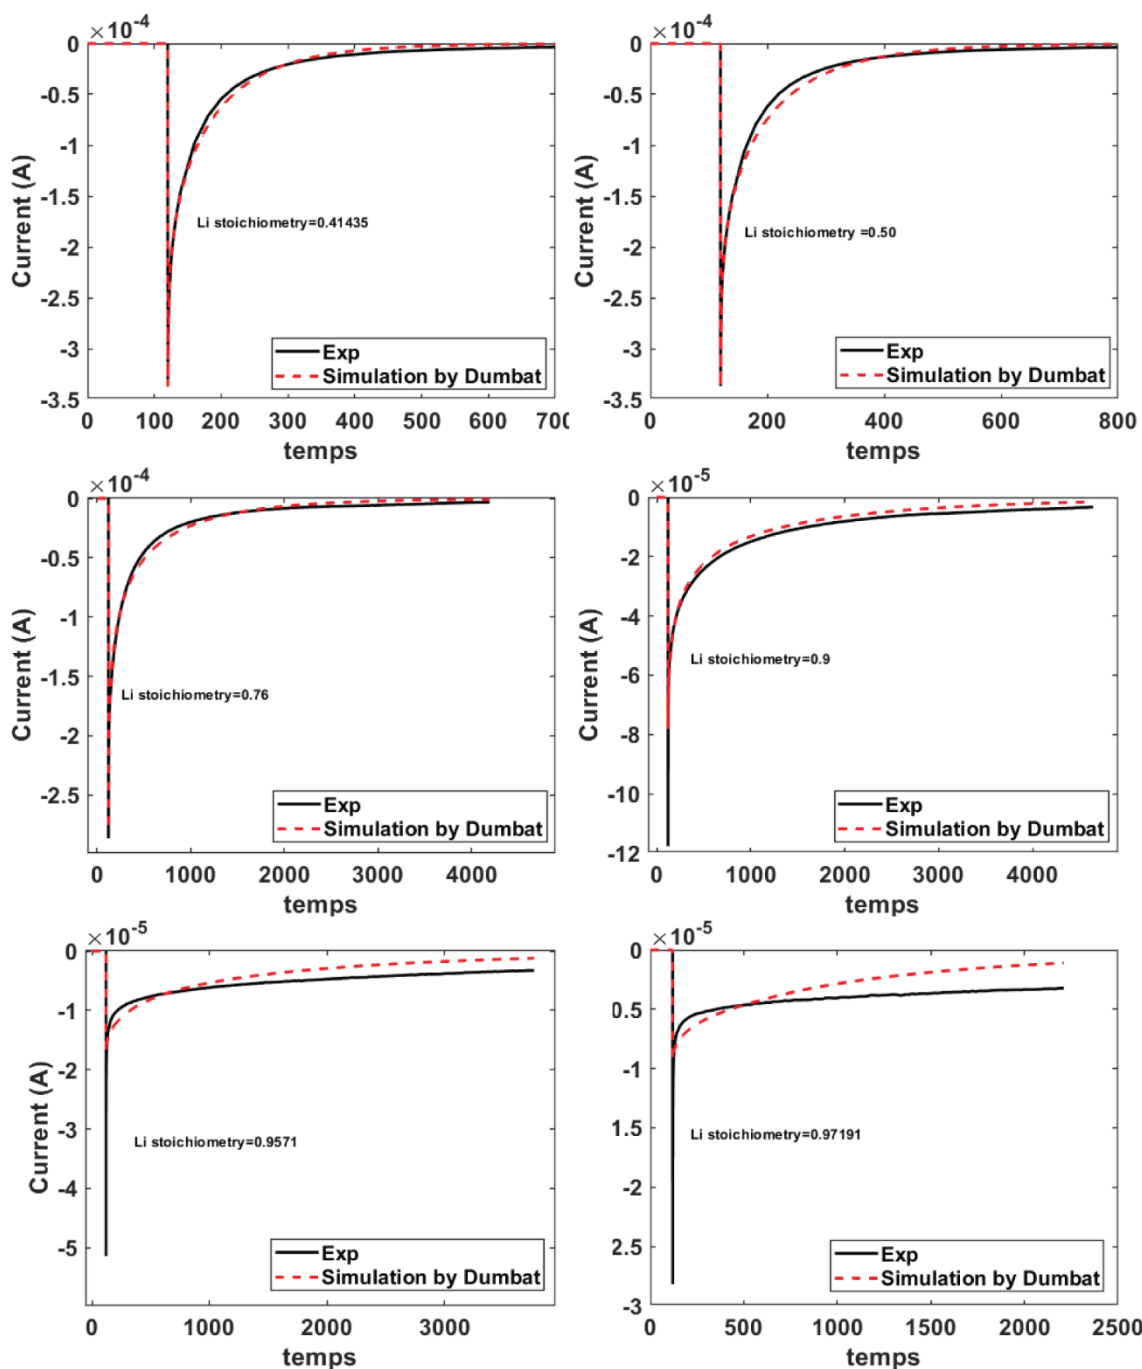 ×10^-4
0
-0.5
-1
-1.5
-2
-2.5
-3
-3.5
Current (A)
Li stoichiometry=0.41435
Exp
Simulation by Dumbat
0 100 200 300 400 500 600 700
temps
×10^-4
0
-0.5
-1
-1.5
-2
-2.5
-3
-3.5
Current (A)
Li stoichiometry =0.50
Exp
Simulation by Dumbat
0 200 400 600 800
temps
×10^-4
0
-0.5
-1
-1.5
-2
-2.5
Current (A)
Li stoichiometry=0.76
Exp
Simulation by Dumbat
0 1000 2000 3000 4000
temps
×10^-5
0
-2
-4
-6
-8
-10
-12
Current (A)
Li stoichiometry=0.9
Exp
Simulation by Dumbat
0 1000 2000 3000 4000
temps
×10^-5
0
-1
-2
-3
-4
-5
Current (A)
Li stoichiometry=0.9571
Exp
Simulation by Dumbat
0 1000 2000 3000
temps
×10^-5
0
0.5
-1
1.5
-2
2.5
-3
Li stoichiometry=0.97191
Exp
Simulation by Dumbat
0 500 1000 1500 2000 2500
temps